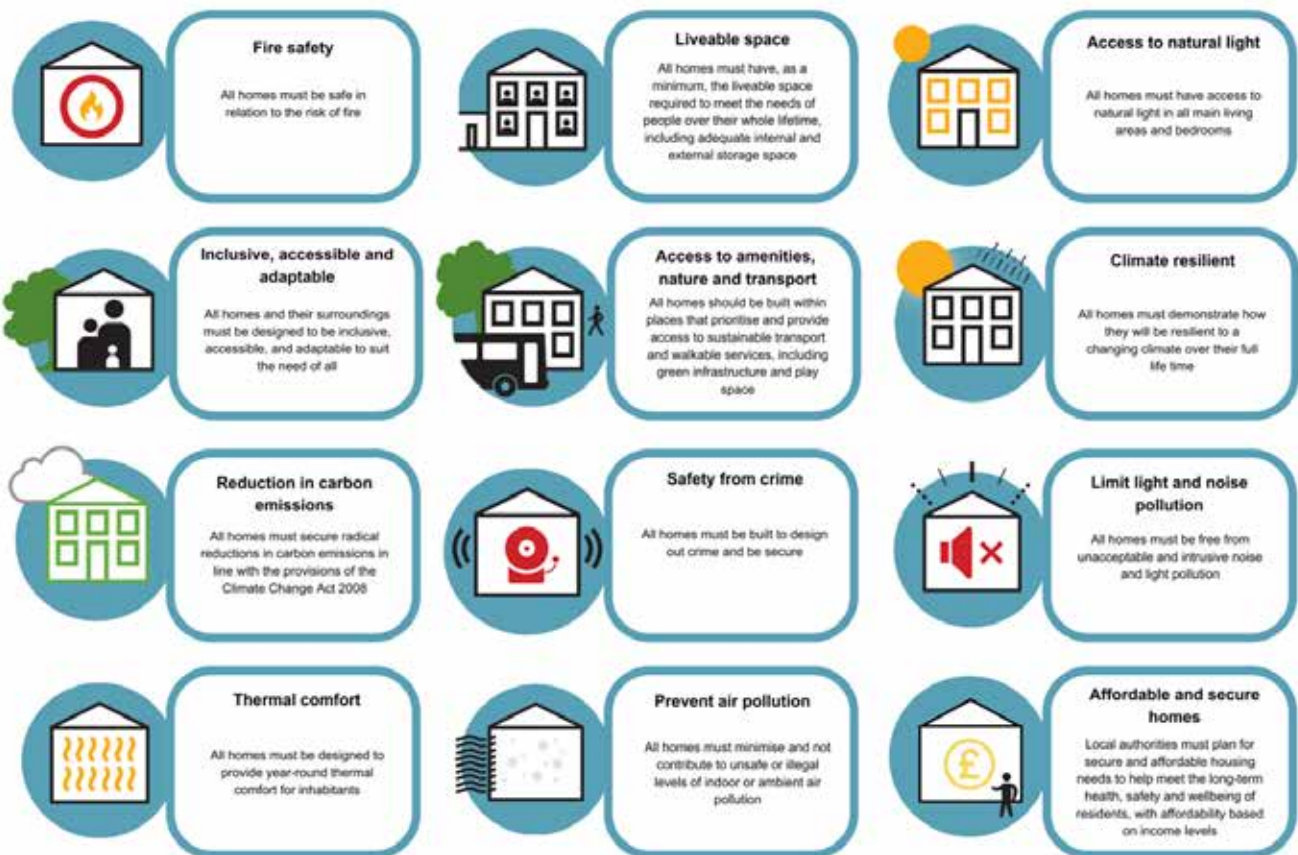 Fire safety
All homes must be safe in
relation to the risk of fire
Liveable space
All homes must have, as a
minimum, the liveable space
required to meet the needs of
people over their whole lifetime,
including adequate internal and
external storage space
Access to natural light
All homes must have access to
natural light in all main living
areas and bedrooms
Inclusive, accessible and
adaptable
All homes and their surroundings
must be designed to be inclusive,
accessible, and adaptable to suit
the need of all
Access to amenities,
nature and transport
All homes should be built within
places that prioritise and provide
access to sustainable transport
and walkable services, including
green infrastructure and play
space
Climate resilient
All homes must demonstrate how
they will be resilient to a
changing climate over their full
life time
Reduction in carbon
emissions
All homes must secure radical
reductions in carbon emissions in
line with the provisions of the
Climate Change Act 2008
Safety from crime
All homes must be built to design
out crime and be secure
Limit light and noise
pollution
All homes must be free from
unacceptable and intrusive noise
and light pollution
Thermal comfort
All homes must be designed to
provide year-round thermal
comfort for inhabitants
Prevent air pollution
All homes must minimise and not
contribute to unsafe or illegal
levels of indoor or ambient air
pollution
£
Affordable and secure
homes
Local authorities must plan for
secure and affordable housing
needs to help meet the long-term
health, safety and wellbeing of
residents, with affordability based
on income levels